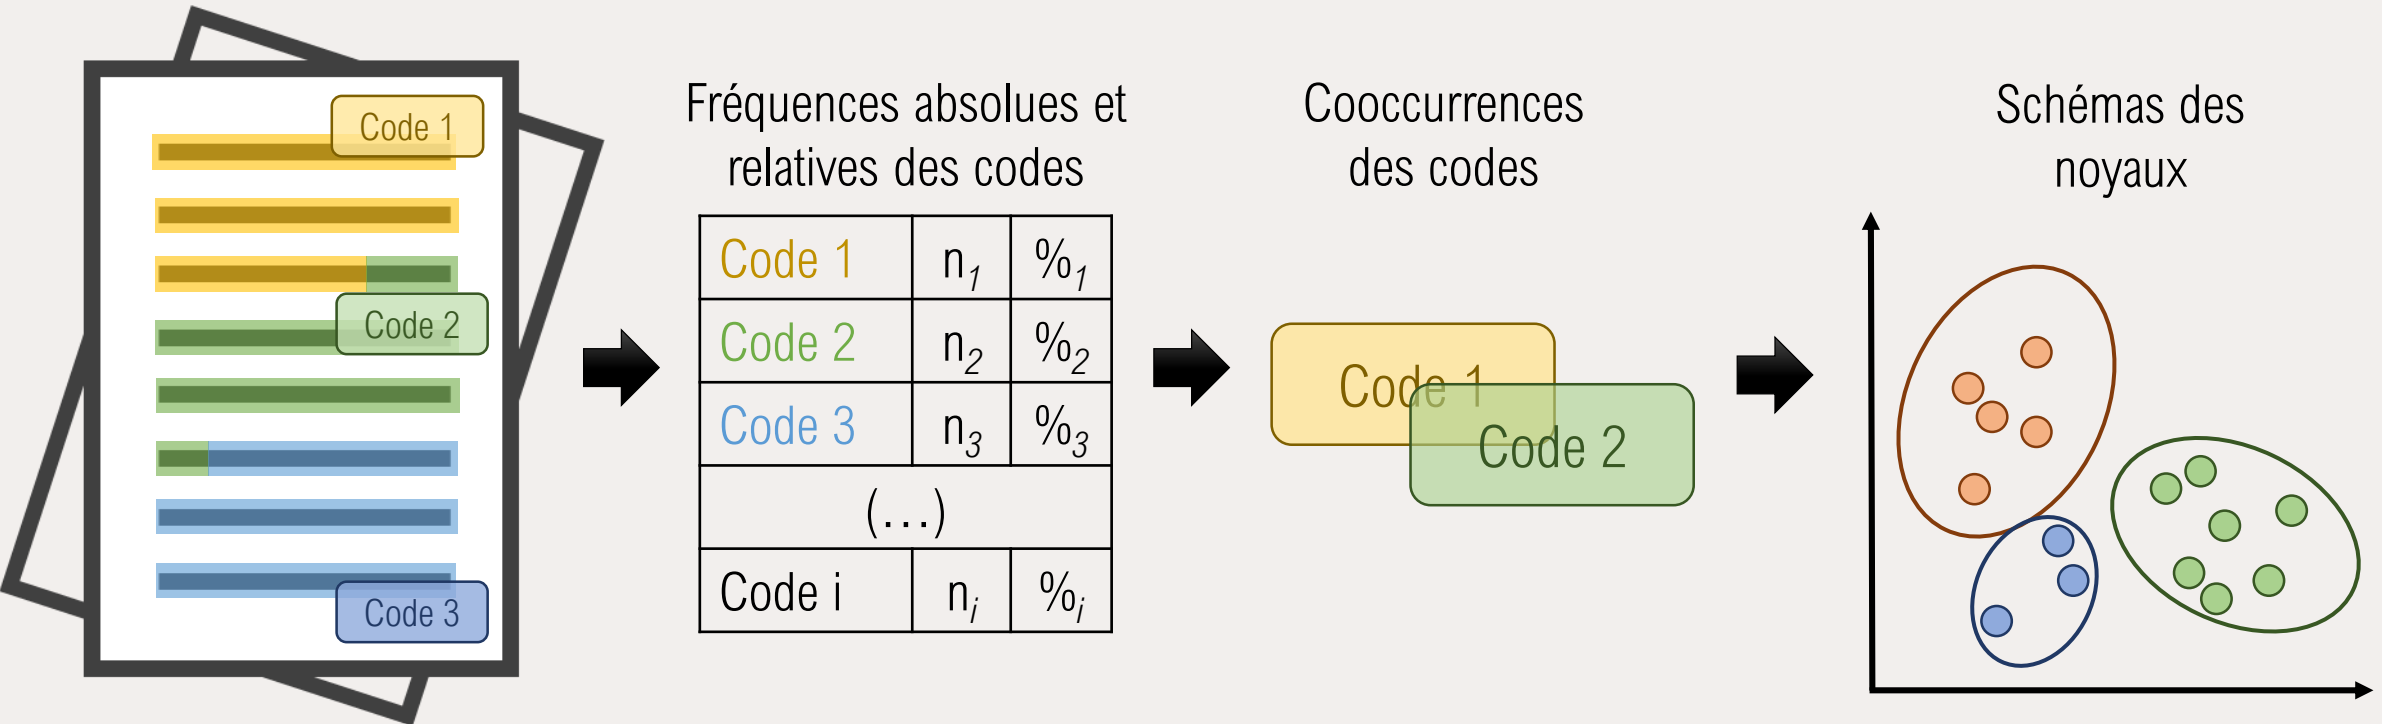 Code 1
Code 2
Code 3
Fréquences absolues et
relatives des codes
Code 1 n1 %1
Code 2 n2 %2
Code 3 n3 %3
(...)
Code i ni %i
Cooccurrences
des codes
Code 1
Code 2
Schémas des
noyaux